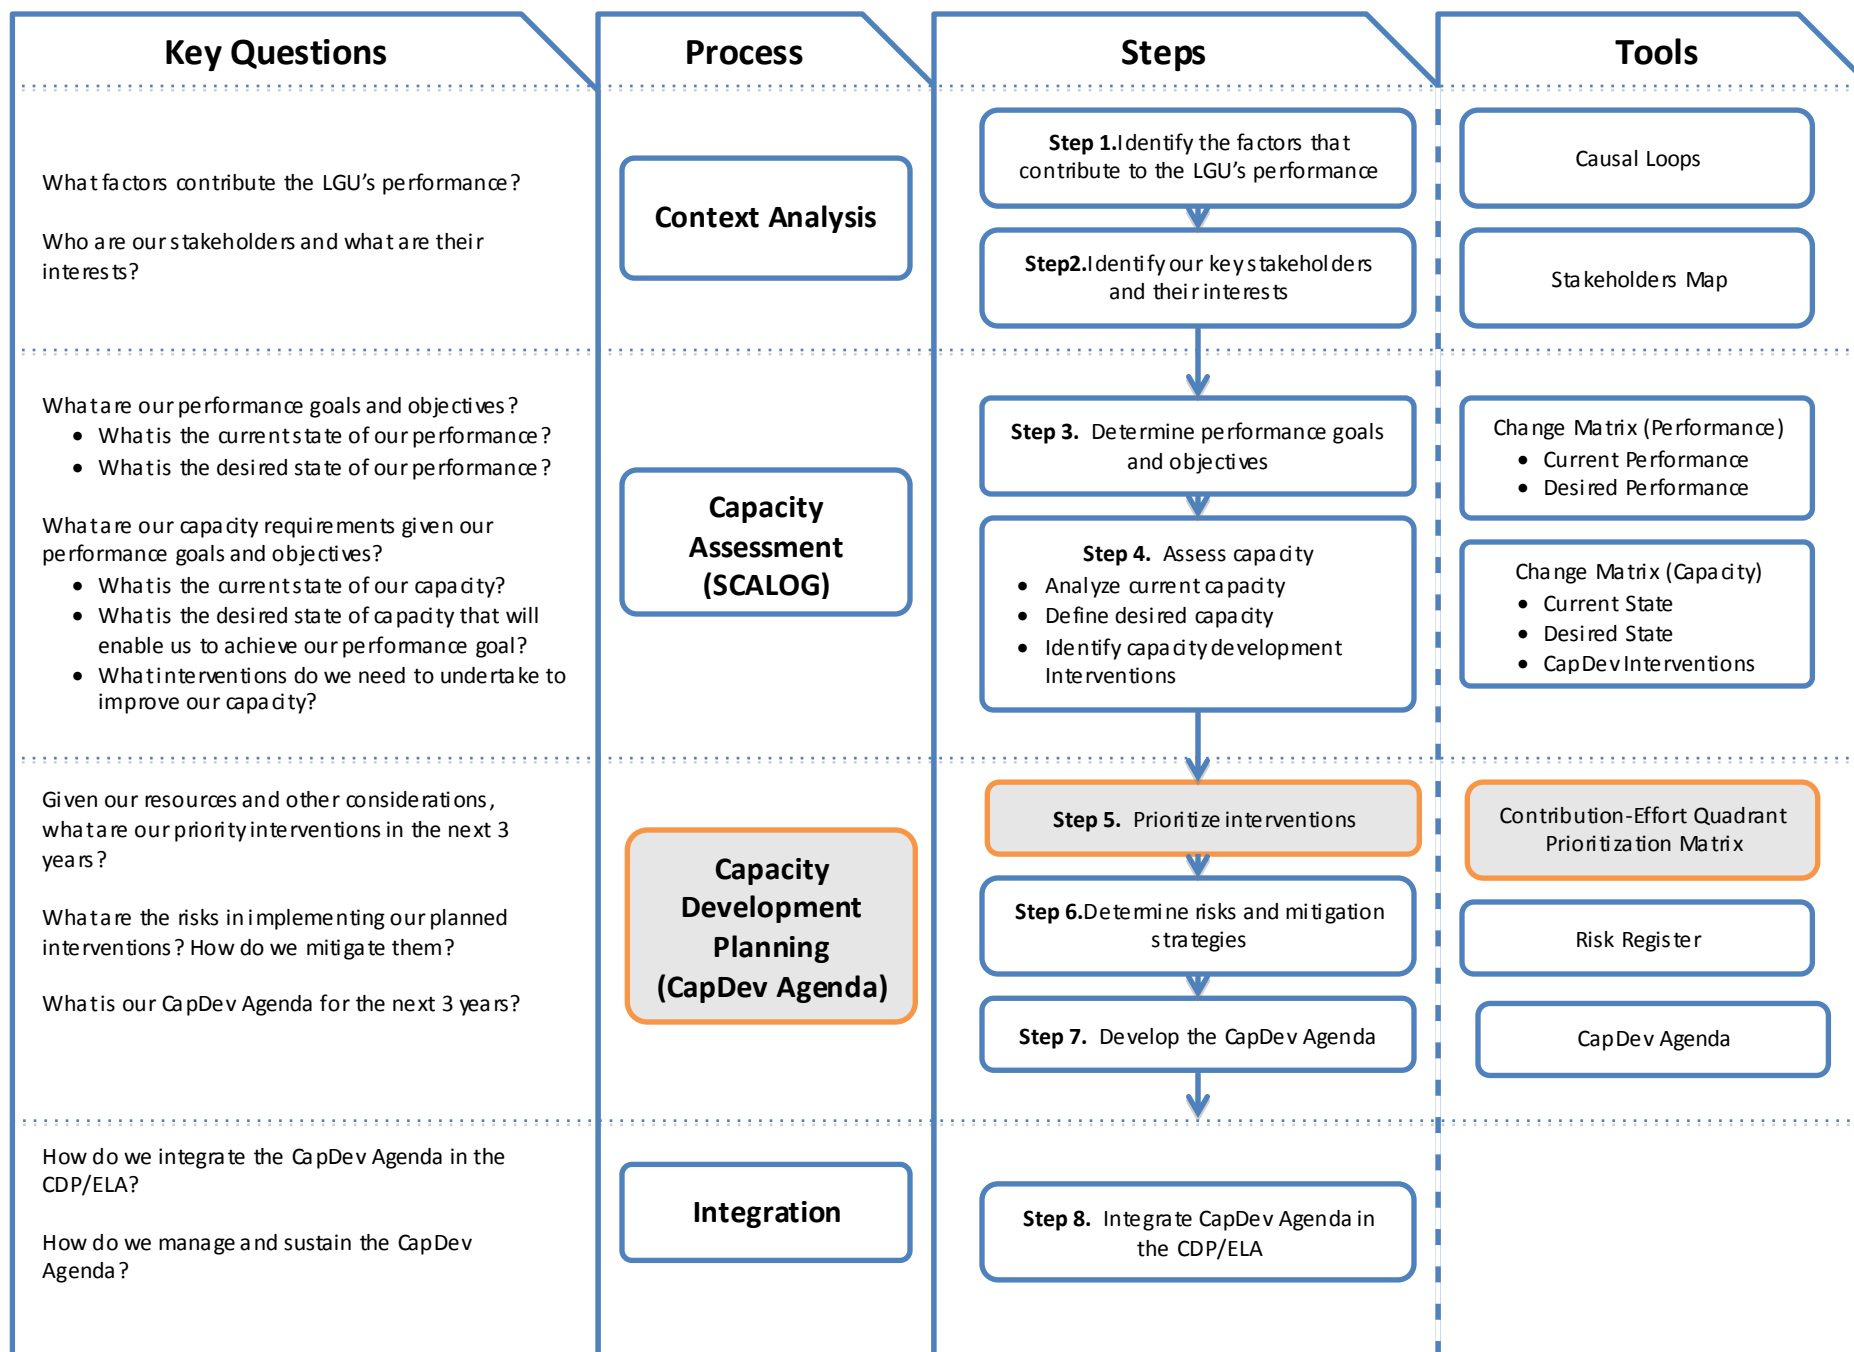 Key Questions
Process
Steps
Tools
What factors contribute the LGU's performance?
Who are our stakeholders and what are their
interests?
Context Analysis
Step 1.Identify the factors that
contribute to the LGU's performance
Step2.Identify our key stakeholders
and their interests
Causal Loops
Stakeholders Map
What are our performance goals and objectives?
• What is the current state of our performance?
• What is the desired state of our performance?
What are our capacity requirements given our
performance goals and objectives?
• What is the current state of our capacity?
• What is the desired state of capacity that will
enable us to achieve our performance goal?
• What interventions do we need to undertake to
improve our capacity?
Capacity
Assessment
(SCALOG)
Step 3. Determine performance goals
and objectives
Step 4. Assess capacity
• Analyze current capacity
• Define desired capacity
• Identify capacity development
Interventions
Change Matrix (Performance)
• Current Performance
• Desired Performance
Change Matrix (Capacity)
• Current State
• Desired State
• CapDev Interventions
Given our resources and other considerations,
what are our priority interventions in the next 3
years?
What are the risks in implementing our planned
interventions? How do we mitigate them?
What is our CapDev Agenda for the next 3 years?
Capacity
Development
Planning
(CapDev Agenda)
Step 5. Prioritize interventions
Step 6.Determine risks and mitigation
strategies
Step 7. Develop the CapDev Agenda
Contribution-Effort Quadrant
Prioritization Matrix
Risk Register
CapDev Agenda
How do we integrate the CapDev Agenda in the
CDP/ELA?
How do we manage and sustain the CapDev
Agenda?
Integration
Step 8. Integrate CapDev Agenda in
the CDP/ELA